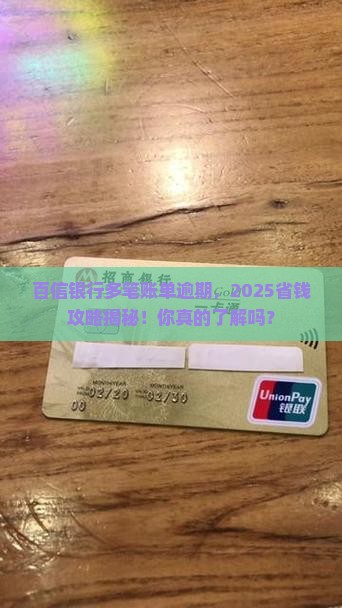 招商银行
Gold
一卡通
百信银行多笔账单逾期，2025省钱
攻略揭秘！你真的了解吗？
MONTH/YEAR MONTH/YEAR
02/20 02/30
00
UnionPay
银联